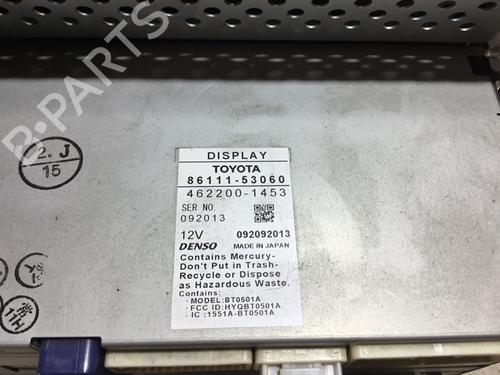 B-PARTS
2.J
15
DISPLAY
TOYOTA
86111-53060
462200-1453
SER NO.
092013
12V 092092013
DENSO MADE IN JAPAN
Contains Mercury-
Don't Put in Trash-
Recycle or Dispose
as Hazardous Waste.
Contains:
· MODEL:BT0501A
· FCC ID:HYQBT0501A
· IC :1551A-BT0501A